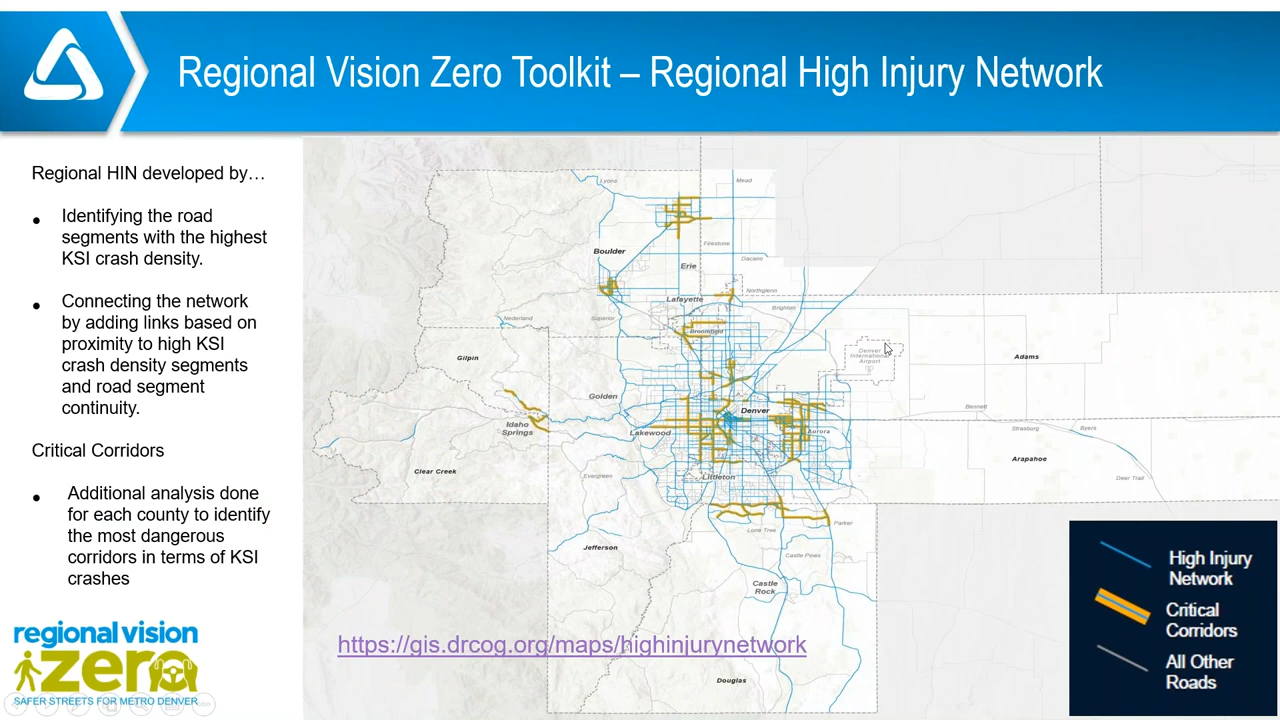 Regional Vision Zero Toolkit – Regional High Injury Network
Regional HIN developed by…
● Identifying the road
segments with the highest
KSI crash density.
● Connecting the network
by adding links based on
proximity to high KSI
crash density segments
and road segment
continuity.
Critical Corridors
● Additional analysis done
for each county to identify
the most dangerous
corridors in terms of KSI
crashes
regional vision
zero
SAFER STREETS FOR METRO DENVER
Lyons
Mead
Boulder
Firestone
Dacono
Erie
Northglenn
Lafayette
Brighton
Nederland
Superior
Broomfield
Gilpin
Denver
International
Airport
Adams
Golden
Denver
Bennett
Idaho
Springs
Lakewood
Aurora
Strasburg
Byers
Arapahoe
Clear Creek
Evergreen
Littleton
Deer Trail
Lone Tree
Parker
Jefferson
Castle Pines
Castle
Rock
Douglas
https://gis.drcog.org/maps/highinjurynetwork
High Injury
Network
Critical
Corridors
All Other
Roads